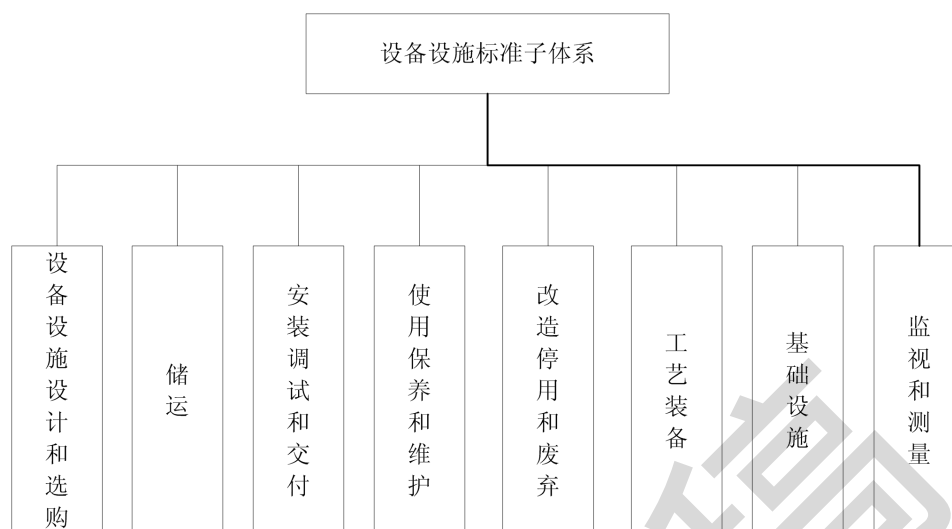 设备设施标准子体系
设备设施设计和选购
储运
安装调试和交付
使用保养和维护
改造停用和废弃
工艺装备
基础设施
监视和测量
稿